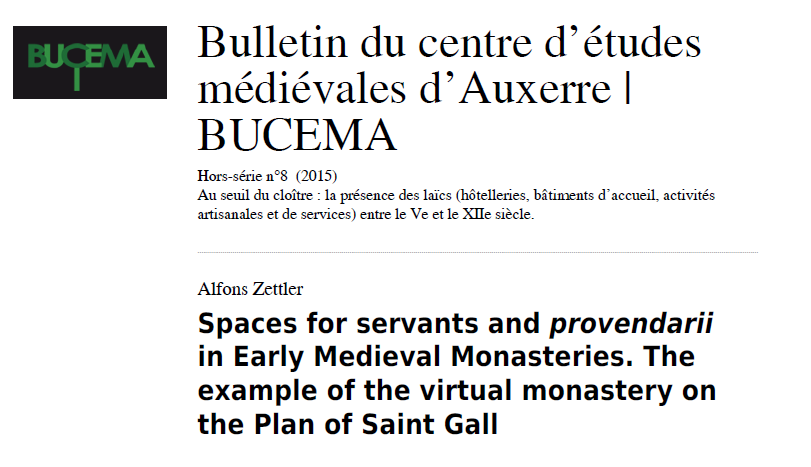 BUCEMA
Bulletin du centre d’études
médiévales d’Auxerre |
BUCEMA
Hors-série n°8 (2015)
Au seuil du cloître : la présence des laïcs (hôtelleries, bâtiments d’accueil, activités
artisanales et de services) entre le Ve et le XIIe siècle.
Alfons Zettler
Spaces for servants and provendarii
in Early Medieval Monasteries. The
example of the virtual monastery on
the Plan of Saint Gall